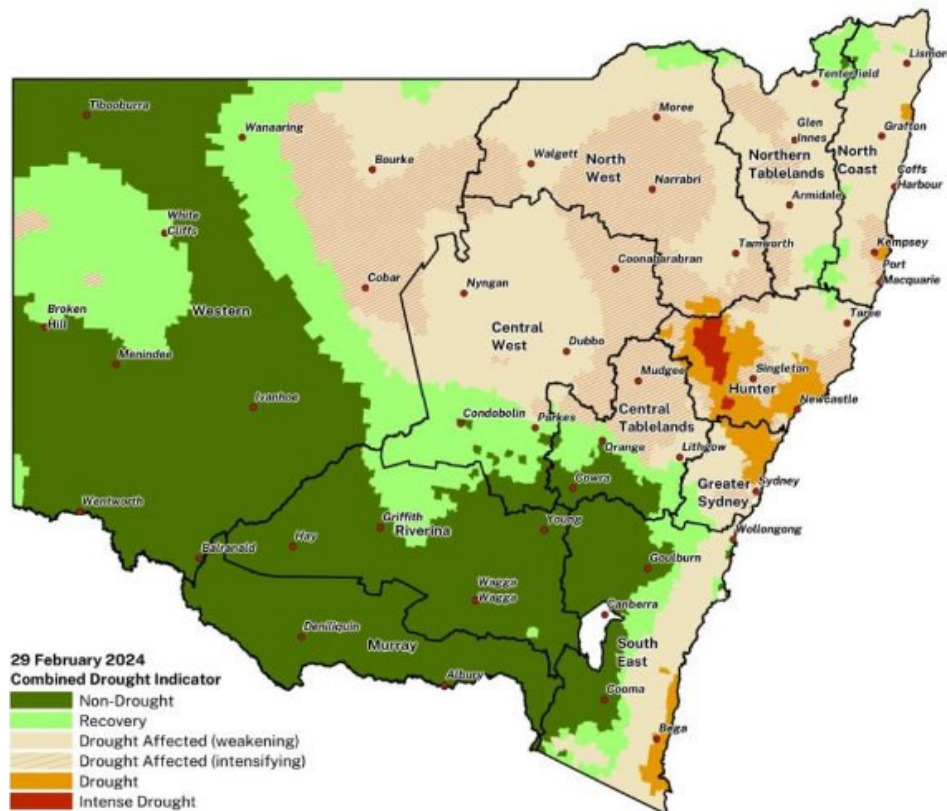 Lismore
Tenterfield
Tibooburra
Moree
Wanaaring
Glen
Innes
Grafton
North
Coast
Walgett
North
West
Bourke
Northern
Tablelands
Narrabri
Coffs
Harbour
Armidale
White
Cliffs
Kempsey
Tamworth
Coonabarabran
Port
Macquarie
Cobar
Nyngan
Western
Broken
Hill
Taree
Central
West
Dubbo
Menindee
Mudgee
Singleton
Hunter
Ivanhoe
Newcastle
Central
Tablelands
Condobolin
Parkes
Orange
Lithgow
Greater
Sydney
Sydney
Cowra
Wentworth
Griffith
Riverina
Young
Wollongong
Hay
Balranald
Goulburn
Wagga
Wagga
Canberra
Deniliquin
Murray
South
East
Albury
Cooma
Bega
29 February 2024
Combined Drought Indicator
Non-Drought
Recovery
Drought Affected (weakening)
Drought Affected (intensifying)
Drought
Intense Drought